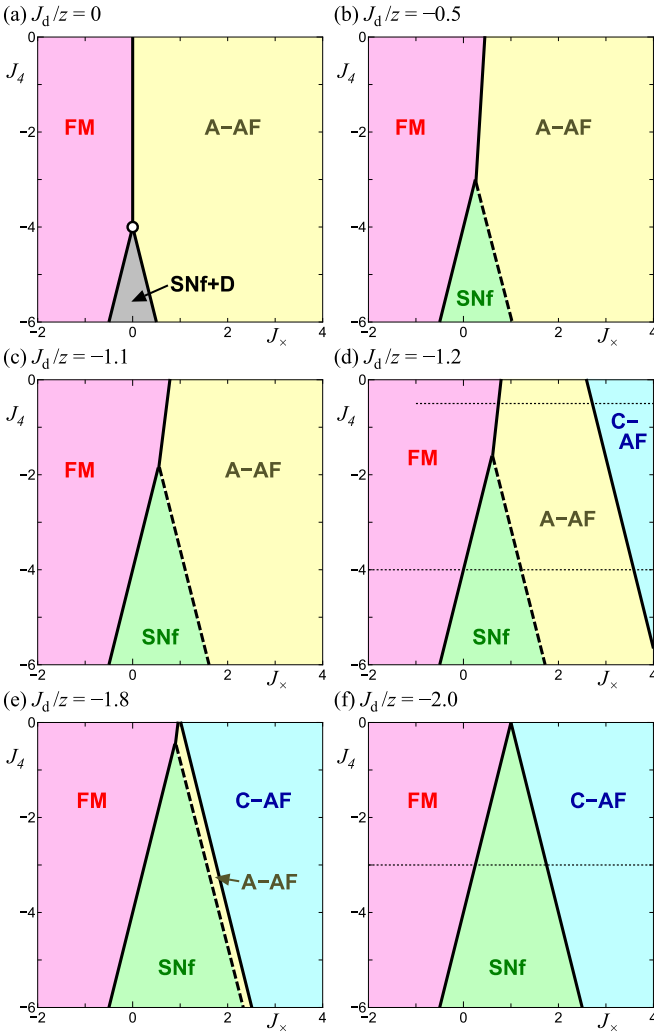 (a) J_d/z = 0
(b) J_d/z = −0.5
0
0
J_4
J_4
FM
A−AF
FM
A−AF
−2
−2
−4
−4
SNf+D
SNf
−6
−6
−2 0 2 J_× 4
−2 0 2 J_× 4
(c) J_d/z = −1.1
(d) J_d/z = −1.2
0
0
J_4
J_4
C−
AF
FM
A−AF
FM
−2
−2
A−AF
−4
−4
SNf
SNf
−6
−6
−2 0 2 J_× 4
−2 0 2 J_× 4
(e) J_d/z = −1.8
(f) J_d/z = −2.0
0
0
J_4
J_4
FM
C−AF
FM
C−AF
−2
−2
A−AF
−4
−4
SNf
SNf
−6
−6
−2 0 2 J_× 4
−2 0 2 J_× 4